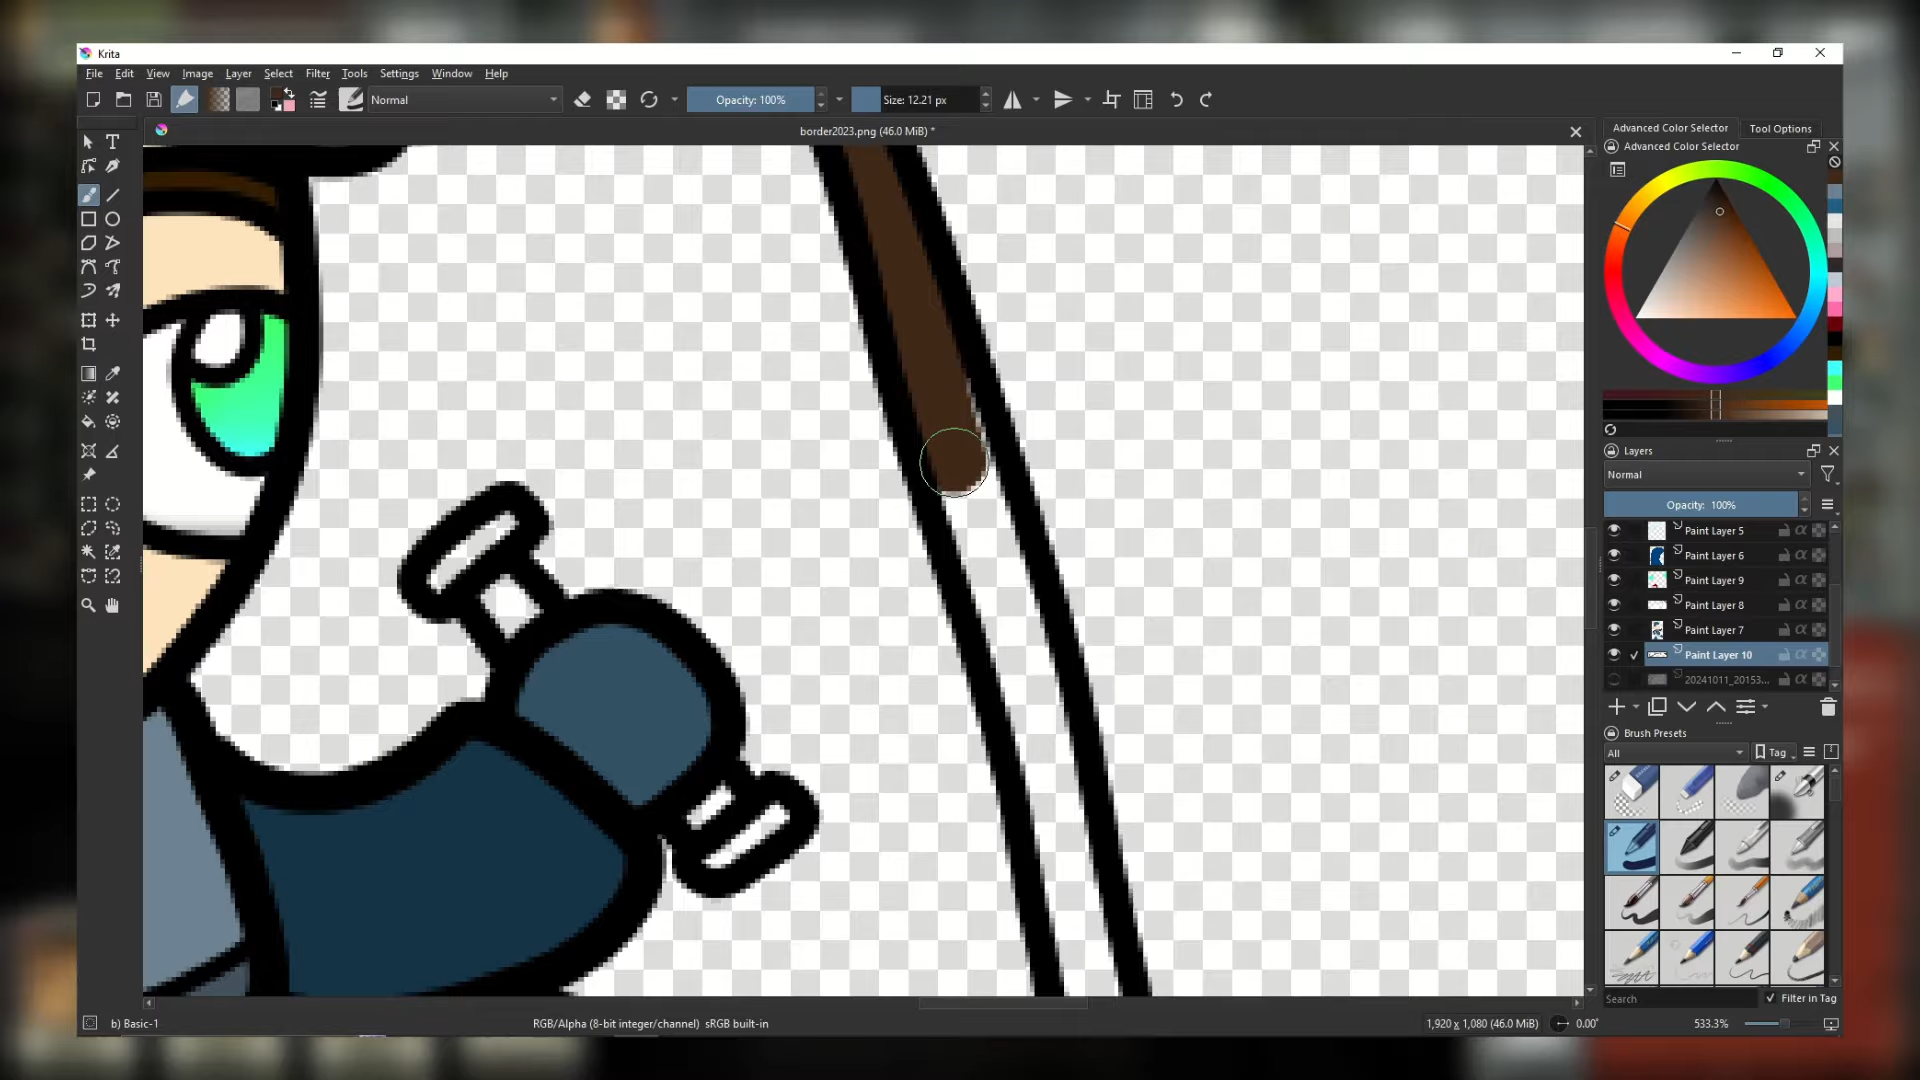 Krita
File Edit View Image Layer Select Filter Tools Settings Window Help
Normal Opacity: 100% Size: 12.21 px
border2023.png (46.0 MiB) *
Advanced Color Selector Tool Options
Advanced Color Selector
Layers
Normal
Opacity: 100%
Paint Layer 5
Paint Layer 6
Paint Layer 9
Paint Layer 8
Paint Layer 7
Paint Layer 10
20241011_20153...
Brush Presets
All Tag
Search Filter in Tag
b) Basic-1 RGB/Alpha (8-bit integer/channel) sRGB built-in 1,920 x 1,080 (46.0 MiB) 0.00° 533.3%